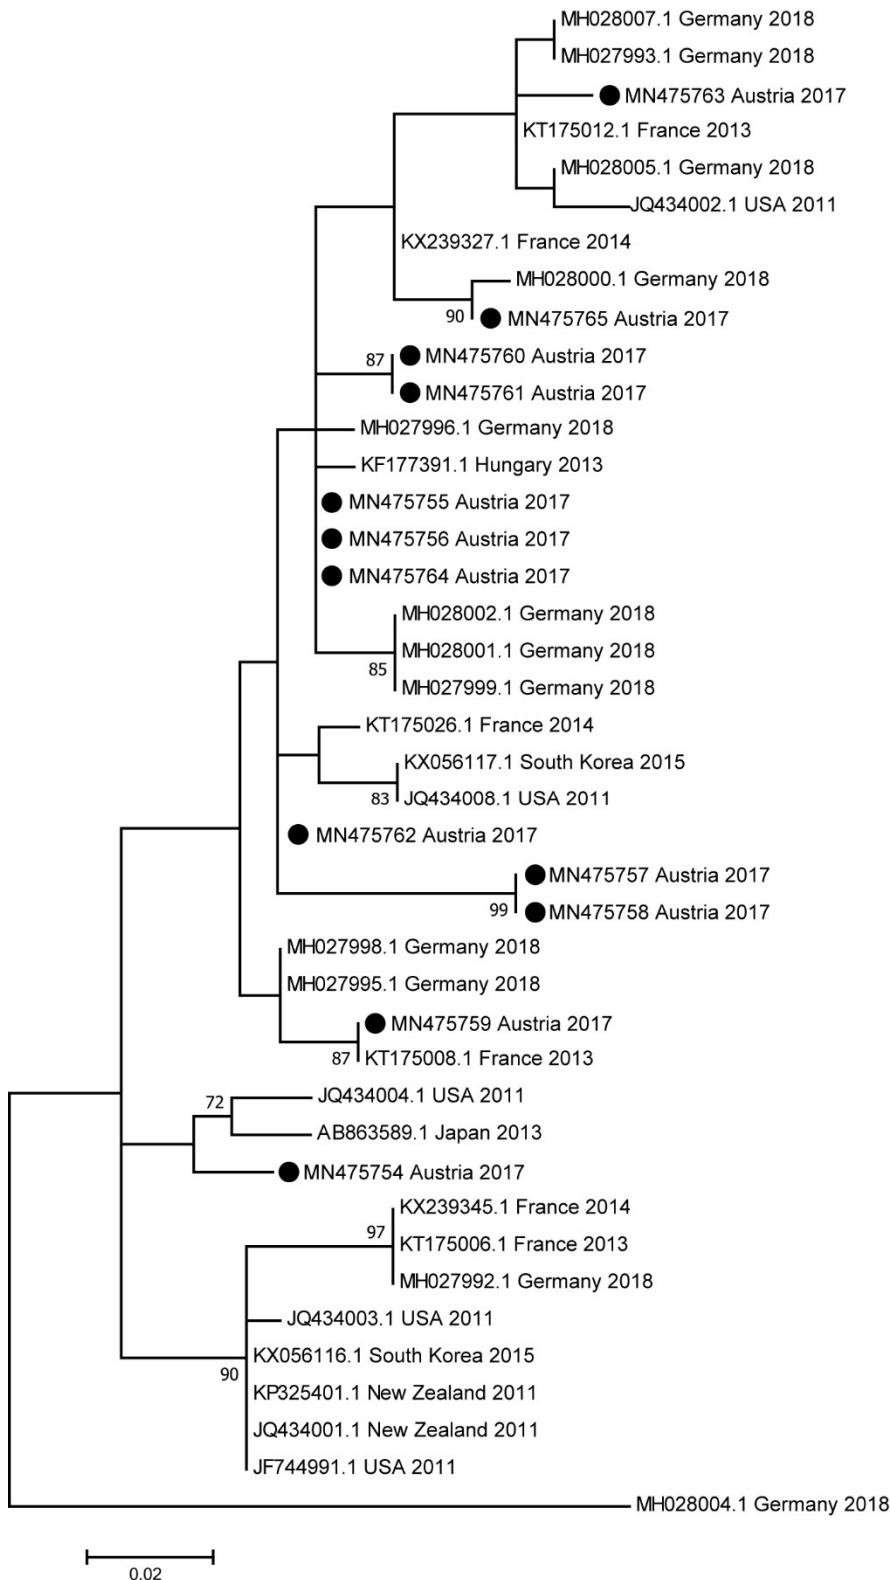 MH028007.1 Germany 2018
MH027993.1 Germany 2018
MN475763 Austria 2017
KT175012.1 France 2013
MH028005.1 Germany 2018
JQ434002.1 USA 2011
KX239327.1 France 2014
MH028000.1 Germany 2018
90
MN475765 Austria 2017
87
MN475760 Austria 2017
MN475761 Austria 2017
MH027996.1 Germany 2018
KF177391.1 Hungary 2013
MN475755 Austria 2017
MN475756 Austria 2017
MN475764 Austria 2017
MH028002.1 Germany 2018
MH028001.1 Germany 2018
85
MH027999.1 Germany 2018
KT175026.1 France 2014
KX056117.1 South Korea 2015
83
JQ434008.1 USA 2011
MN475762 Austria 2017
MN475757 Austria 2017
99
MN475758 Austria 2017
MH027998.1 Germany 2018
MH027995.1 Germany 2018
MN475759 Austria 2017
87
KT175008.1 France 2013
72
JQ434004.1 USA 2011
AB863589.1 Japan 2013
MN475754 Austria 2017
KX239345.1 France 2014
97
KT175006.1 France 2013
MH027992.1 Germany 2018
JQ434003.1 USA 2011
KX056116.1 South Korea 2015
90
KP325401.1 New Zealand 2011
JQ434001.1 New Zealand 2011
JF744991.1 USA 2011
MH028004.1 Germany 2018
0.02